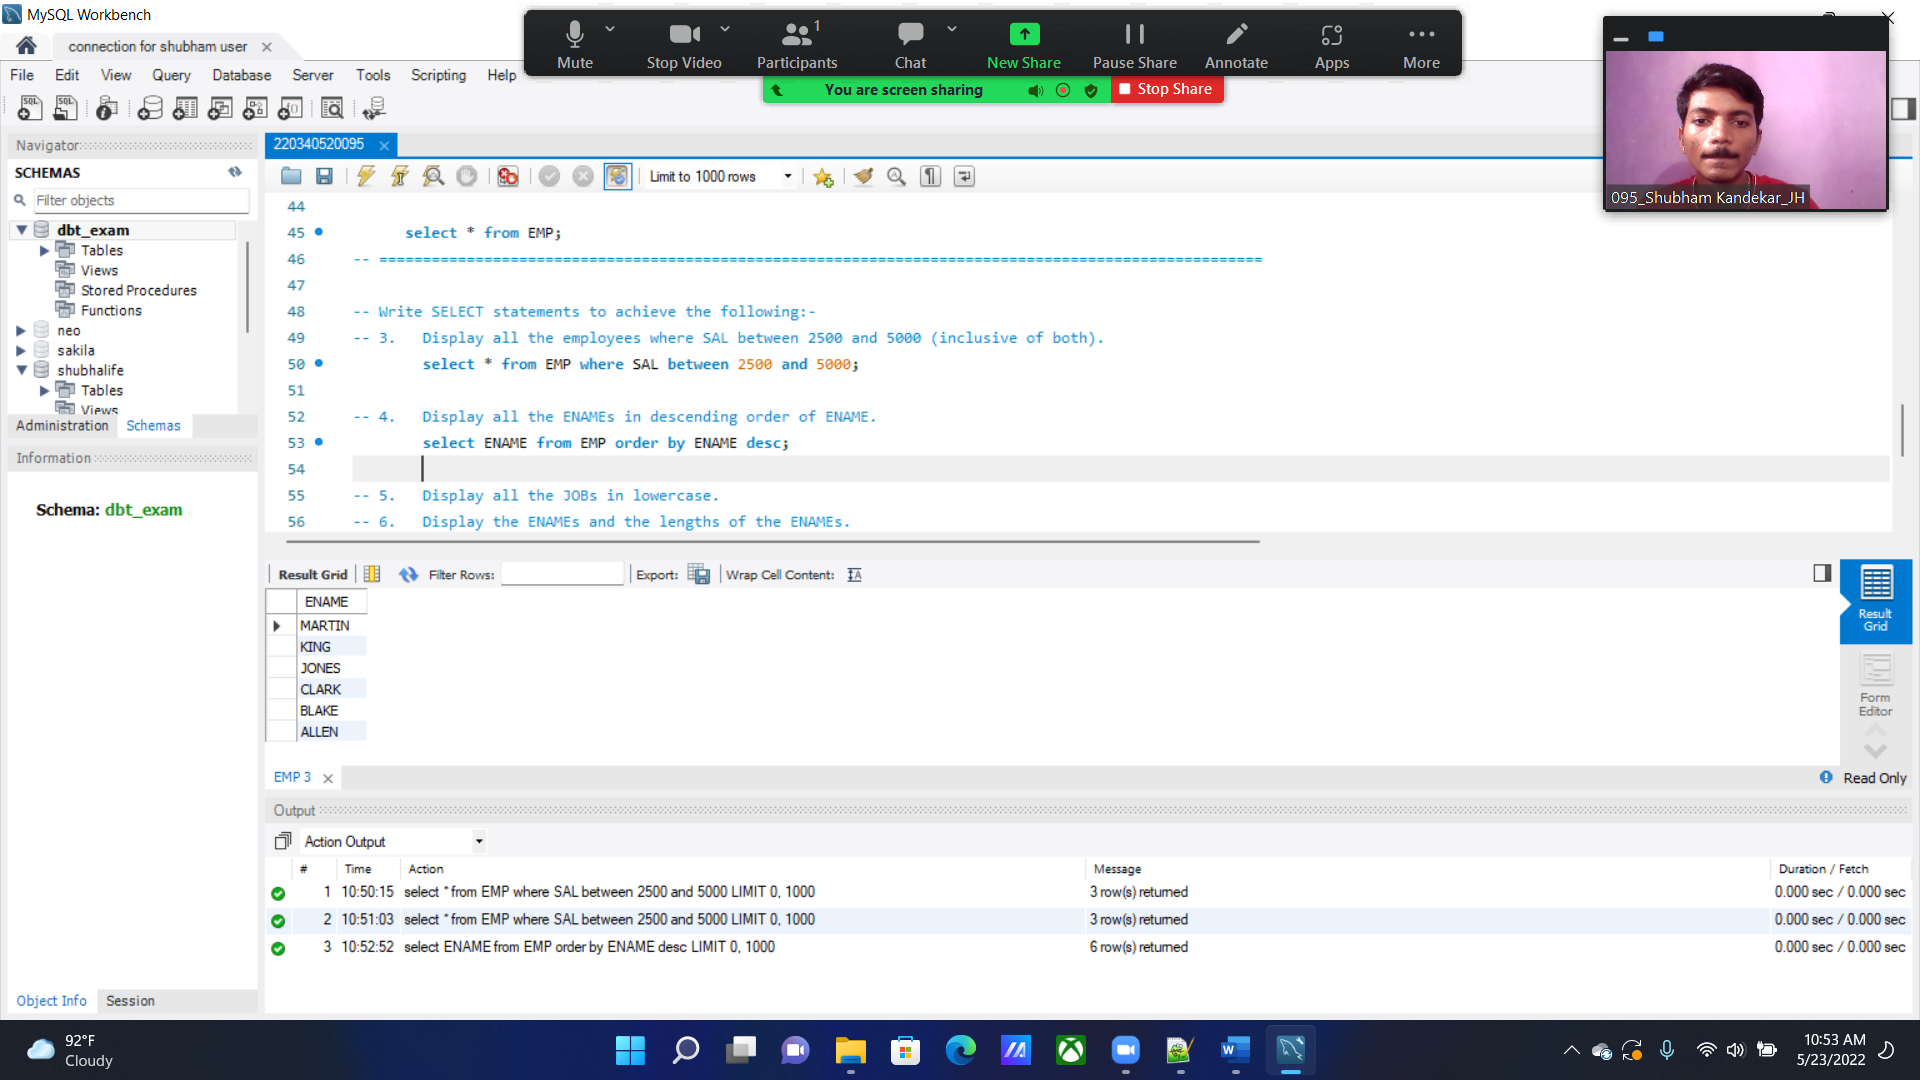 MySQL Workbench
connection for shubham user
File Edit View Query Database Server Tools Scripting Help
Mute Stop Video Participants 1 Chat New Share Pause Share Annotate Apps More
You are screen sharing Stop Share
095_Shubham Kandekar_JH
Navigator
SCHEMAS
Filter objects
dbt_exam
Tables
Views
Stored Procedures
Functions
neo
sakila
shubhalife
Tables
Views
Administration Schemas
Information
Schema: dbt_exam
Object Info Session
220340520095
Limit to 1000 rows
44
45 select * from EMP;
46 -- =====================================================================================================
47
48 -- Write SELECT statements to achieve the following:-
49 -- 3. Display all the employees where SAL between 2500 and 5000 (inclusive of both).
50 select * from EMP where SAL between 2500 and 5000;
51
52 -- 4. Display all the ENAMEs in descending order of ENAME.
53 select ENAME from EMP order by ENAME desc;
54
55 -- 5. Display all the JOBs in lowercase.
56 -- 6. Display the ENAMEs and the lengths of the ENAMEs.
Result Grid Filter Rows: Export: Wrap Cell Content:
ENAME
MARTIN
KING
JONES
CLARK
BLAKE
ALLEN
Result Grid
Form Editor
EMP 3
Read Only
Output
Action Output
# Time Action Message Duration / Fetch
1 10:50:15 select * from EMP where SAL between 2500 and 5000 LIMIT 0, 1000 3 row(s) returned 0.000 sec / 0.000 sec
2 10:51:03 select * from EMP where SAL between 2500 and 5000 LIMIT 0, 1000 3 row(s) returned 0.000 sec / 0.000 sec
3 10:52:52 select ENAME from EMP order by ENAME desc LIMIT 0, 1000 6 row(s) returned 0.000 sec / 0.000 sec
92°F
Cloudy
10:53 AM
5/23/2022